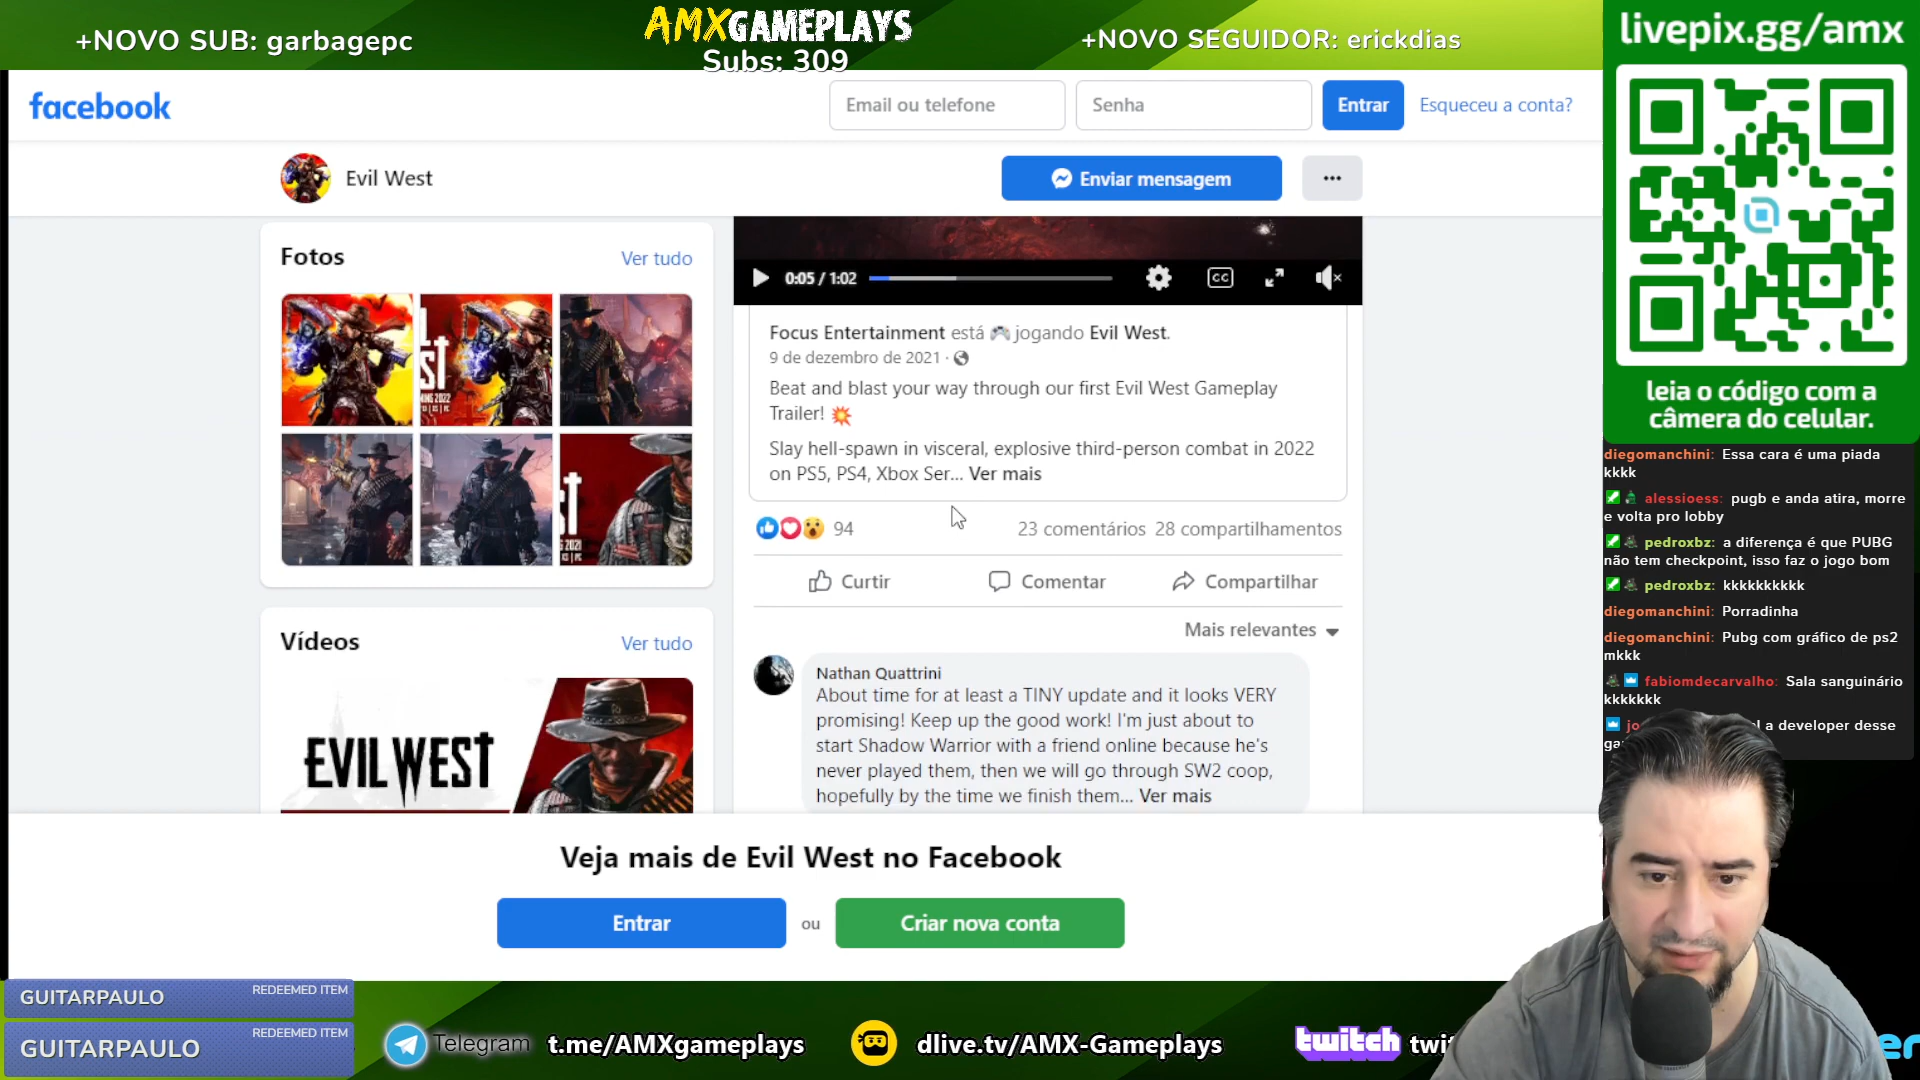 +NOVO SUB: garbagepc
AMXGAMEPLAYS
Subs: 309
+NOVO SEGUIDOR: erickdias
livepix.gg/amx
leia o código com a
câmera do celular.
facebook
Email ou telefone
Senha
Entrar
Esqueceu a conta?
Evil West
Enviar mensagem
Fotos
Ver tudo
EST
MING 2022
Vídeos
Ver tudo
EVIL WEST
0:05 / 1:02
CC
Focus Entertainment está 🎮 jogando Evil West.
9 de dezembro de 2021 ·
Beat and blast your way through our first Evil West Gameplay
Trailer! 💥
Slay hell-spawn in visceral, explosive third-person combat in 2022
on PS5, PS4, Xbox Ser... Ver mais
94
23 comentários 28 compartilhamentos
Curtir
Comentar
Compartilhar
Mais relevantes
Nathan Quattrini
About time for at least a TINY update and it looks VERY
promising! Keep up the good work! I'm just about to
start Shadow Warrior with a friend online because he's
never played them, then we will go through SW2 coop,
hopefully by the time we finish them... Ver mais
Veja mais de Evil West no Facebook
Entrar
ou
Criar nova conta
diegomanchini: Essa cara é uma piada
kkkk
alessioess: pugb e anda atira, morre
e volta pro lobby
pedroxbz: a diferença é que PUBG
não tem checkpoint, isso faz o jogo bom
pedroxbz: kkkkkkkkkk
diegomanchini: Porradinha
diegomanchini: Pubg com gráfico de ps2
mkkk
fabiomdecarvalho: Sala sanguinário
kkkkkkk
jo
a developer desse
ga
GUITARPAULO
REDEEMED ITEM
GUITARPAULO
REDEEMED ITEM
Telegram
t.me/AMXgameplays
dlive.tv/AMX-Gameplays
twitch
twi
er